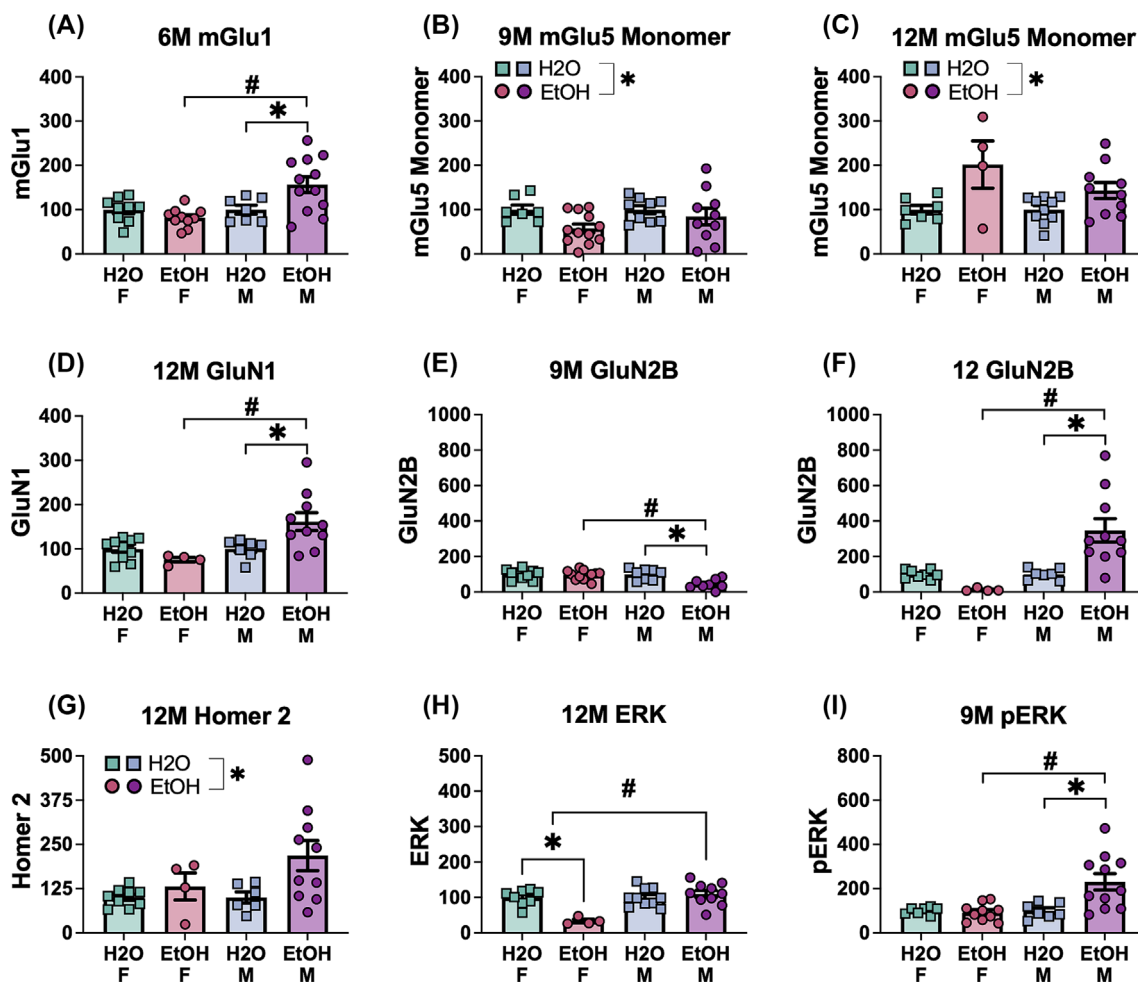 (A)
6M mGlu1
mGlu1
400
300
200
100
0
#
*
H2O EtOH H2O EtOH
F F M M
(B)
9M mGlu5 Monomer
mGlu5 Monomer
400
300
200
100
0
H2O
EtOH
*
H2O EtOH H2O EtOH
F F M M
(C)
12M mGlu5 Monomer
mGlu5 Monomer
400
300
200
100
0
H2O
EtOH
*
H2O EtOH H2O EtOH
F F M M
(D)
12M GluN1
GluN1
400
300
200
100
0
#
*
H2O EtOH H2O EtOH
F F M M
(E)
9M GluN2B
GluN2B
1000
800
600
400
200
0
#
*
H2O EtOH H2O EtOH
F F M M
(F)
12 GluN2B
GluN2B
1000
800
600
400
200
0
#
*
H2O EtOH H2O EtOH
F F M M
(G)
12M Homer 2
Homer 2
500
375
250
125
0
H2O
EtOH
*
H2O EtOH H2O EtOH
F F M M
(H)
12M ERK
ERK
500
400
300
200
100
0
#
*
H2O EtOH H2O EtOH
F F M M
(I)
9M pERK
pERK
800
600
400
200
0
#
*
H2O EtOH H2O EtOH
F F M M